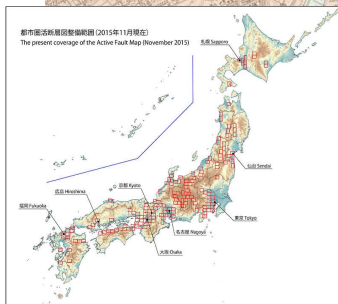 都市圏活断層図整備範囲（2015年11月現在）
The present coverage of the Active Fault Map (November 2015)
札幌 Sapporo
仙台 Sendai
京都 Kyoto
広島 Hiroshima
福岡 Fukuoka
東京 Tokyo
名古屋 Nagoya
大阪 Osaka